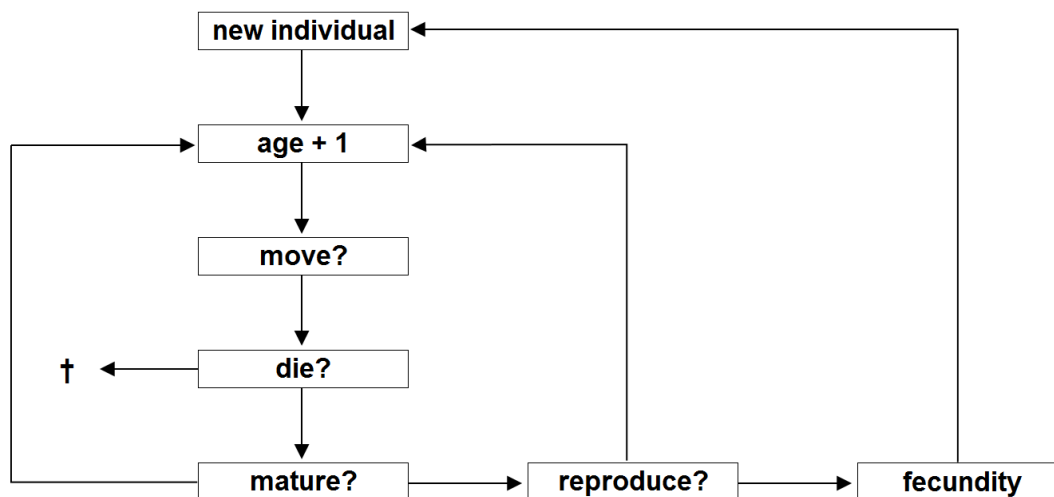 new individual
age + 1
move?
die?
†
mature?
reproduce?
fecundity